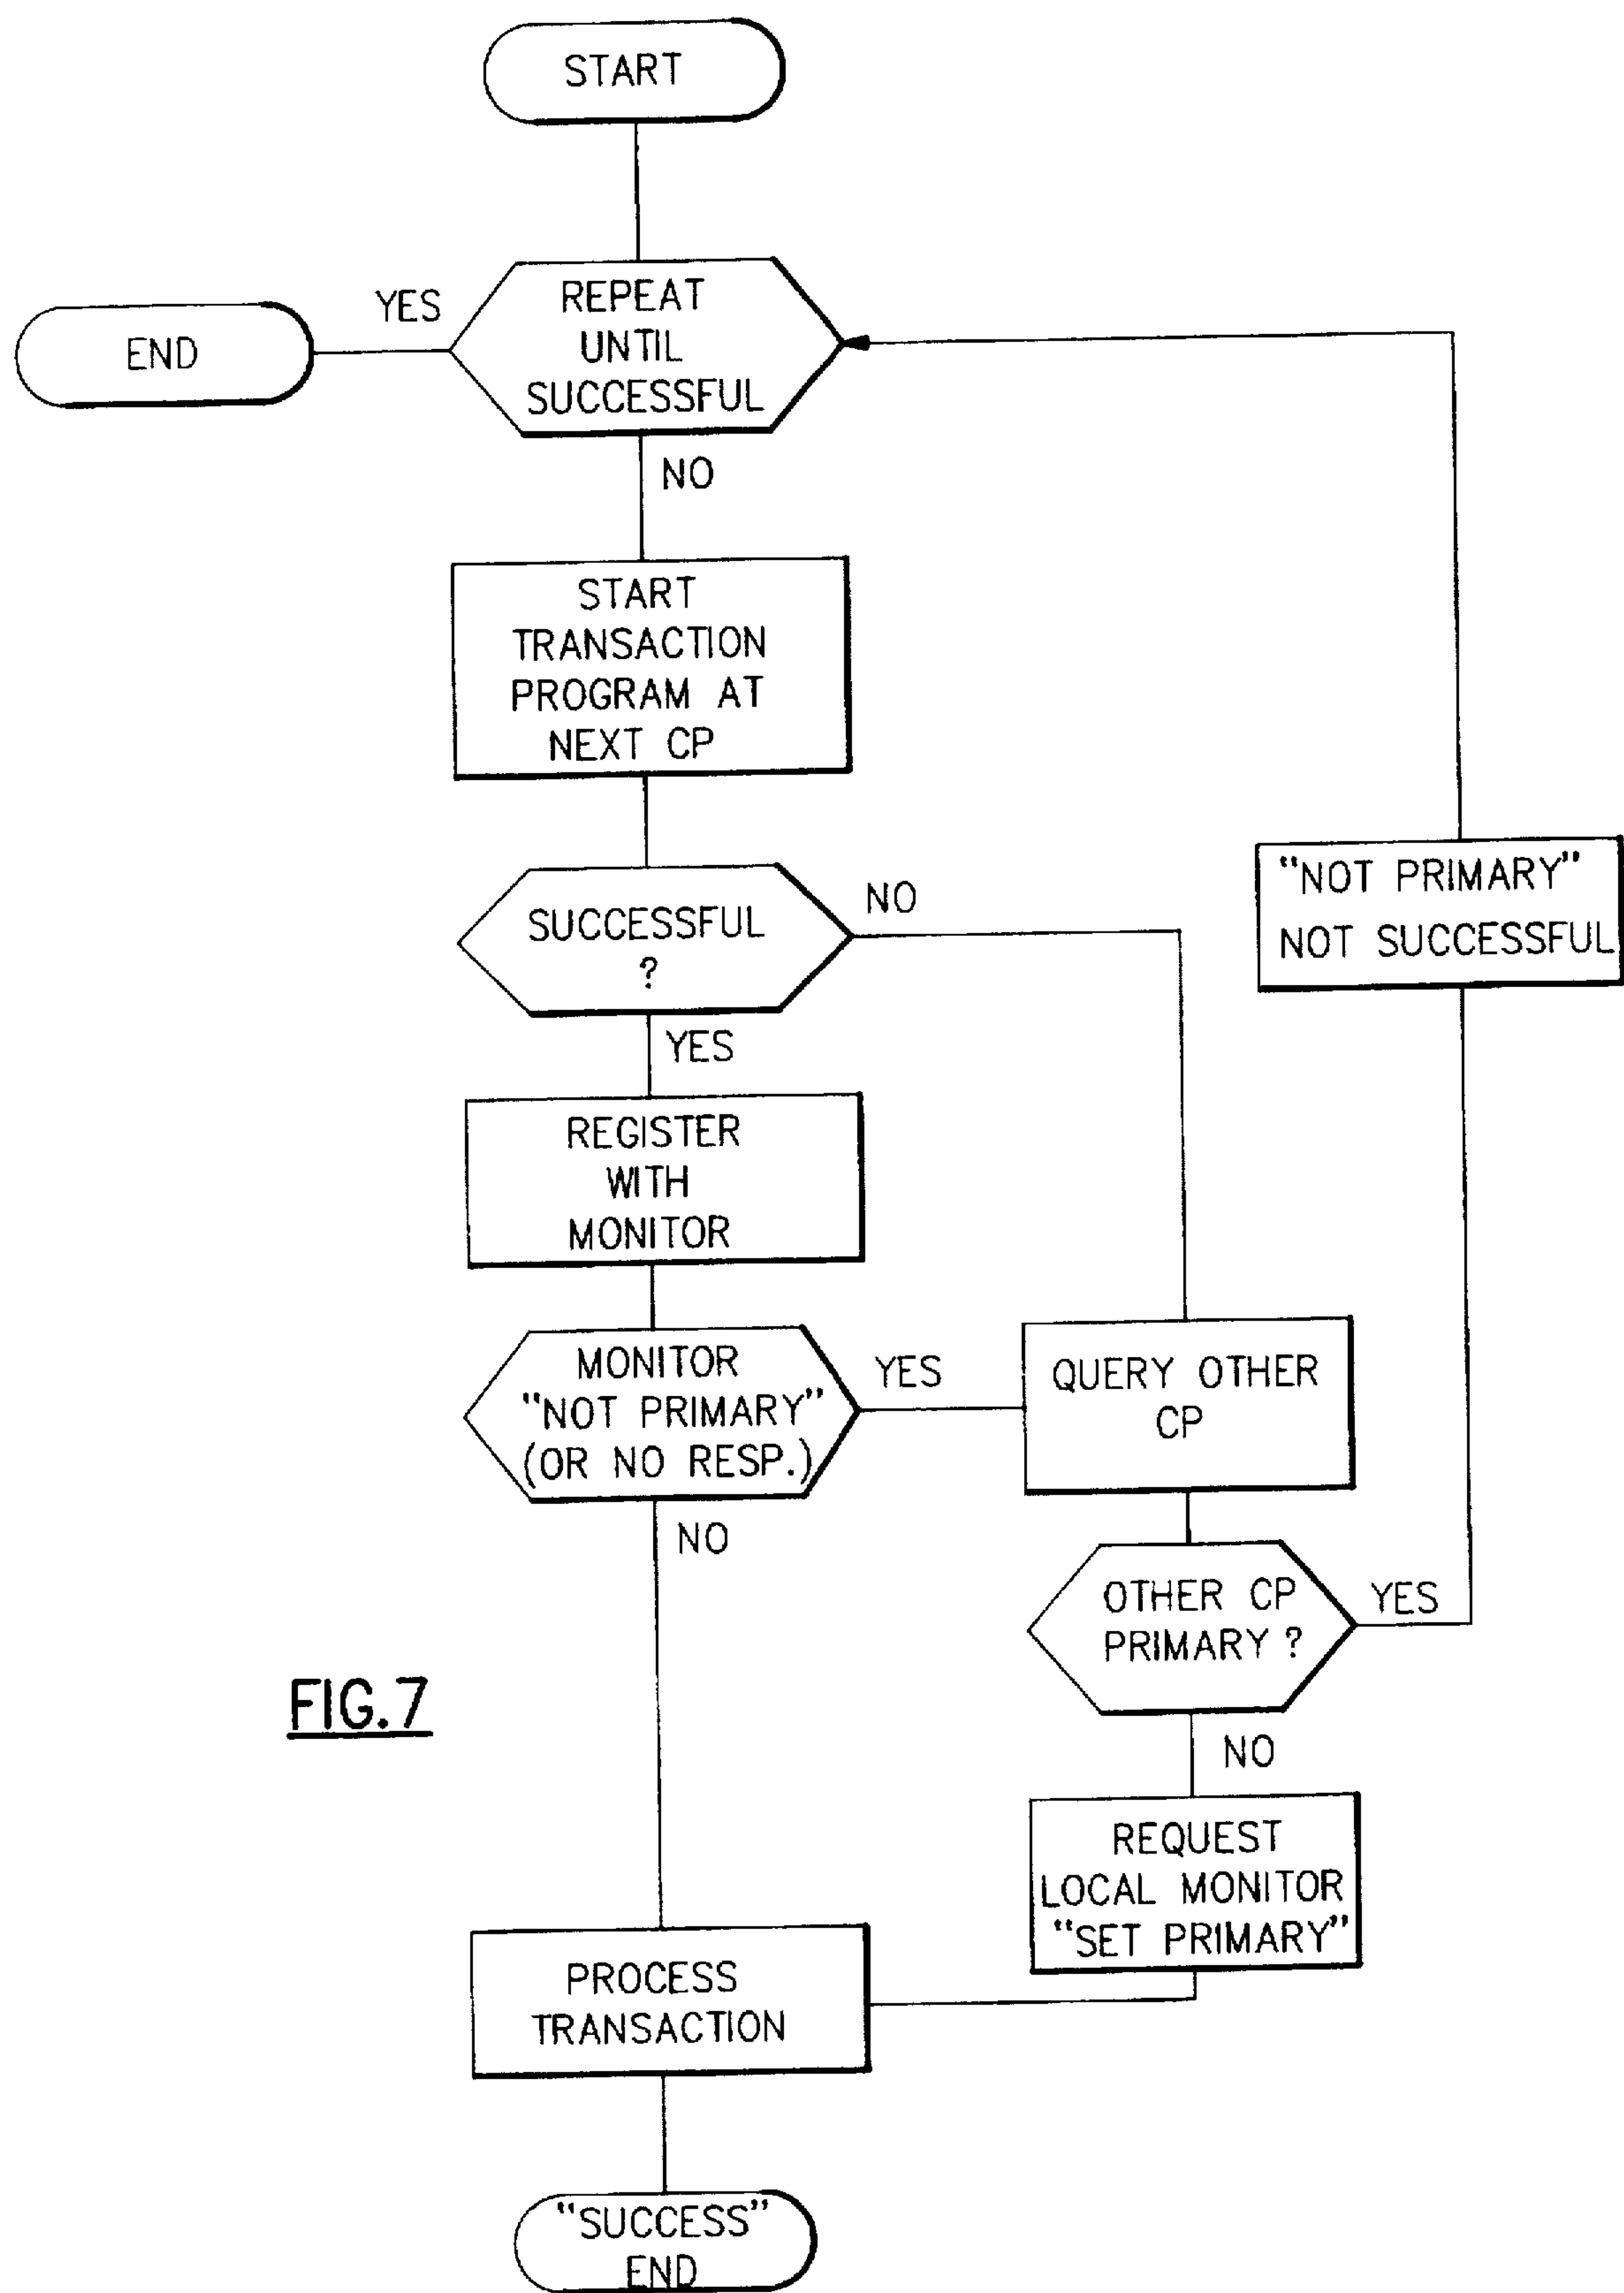 START
REPEAT
UNTIL
SUCCESSFUL
YES
END
NO
START
TRANSACTION
PROGRAM AT
NEXT CP
"NOT PRIMARY"
NOT SUCCESSFUL
SUCCESSFUL
?
NO
YES
REGISTER
WITH
MONITOR
MONITOR
"NOT PRIMARY"
(OR NO RESP.)
YES
QUERY OTHER
CP
NO
OTHER CP
PRIMARY ?
YES
NO
FIG.7
REQUEST
LOCAL MONITOR
"SET PRIMARY"
PROCESS
TRANSACTION
"SUCCESS"
END